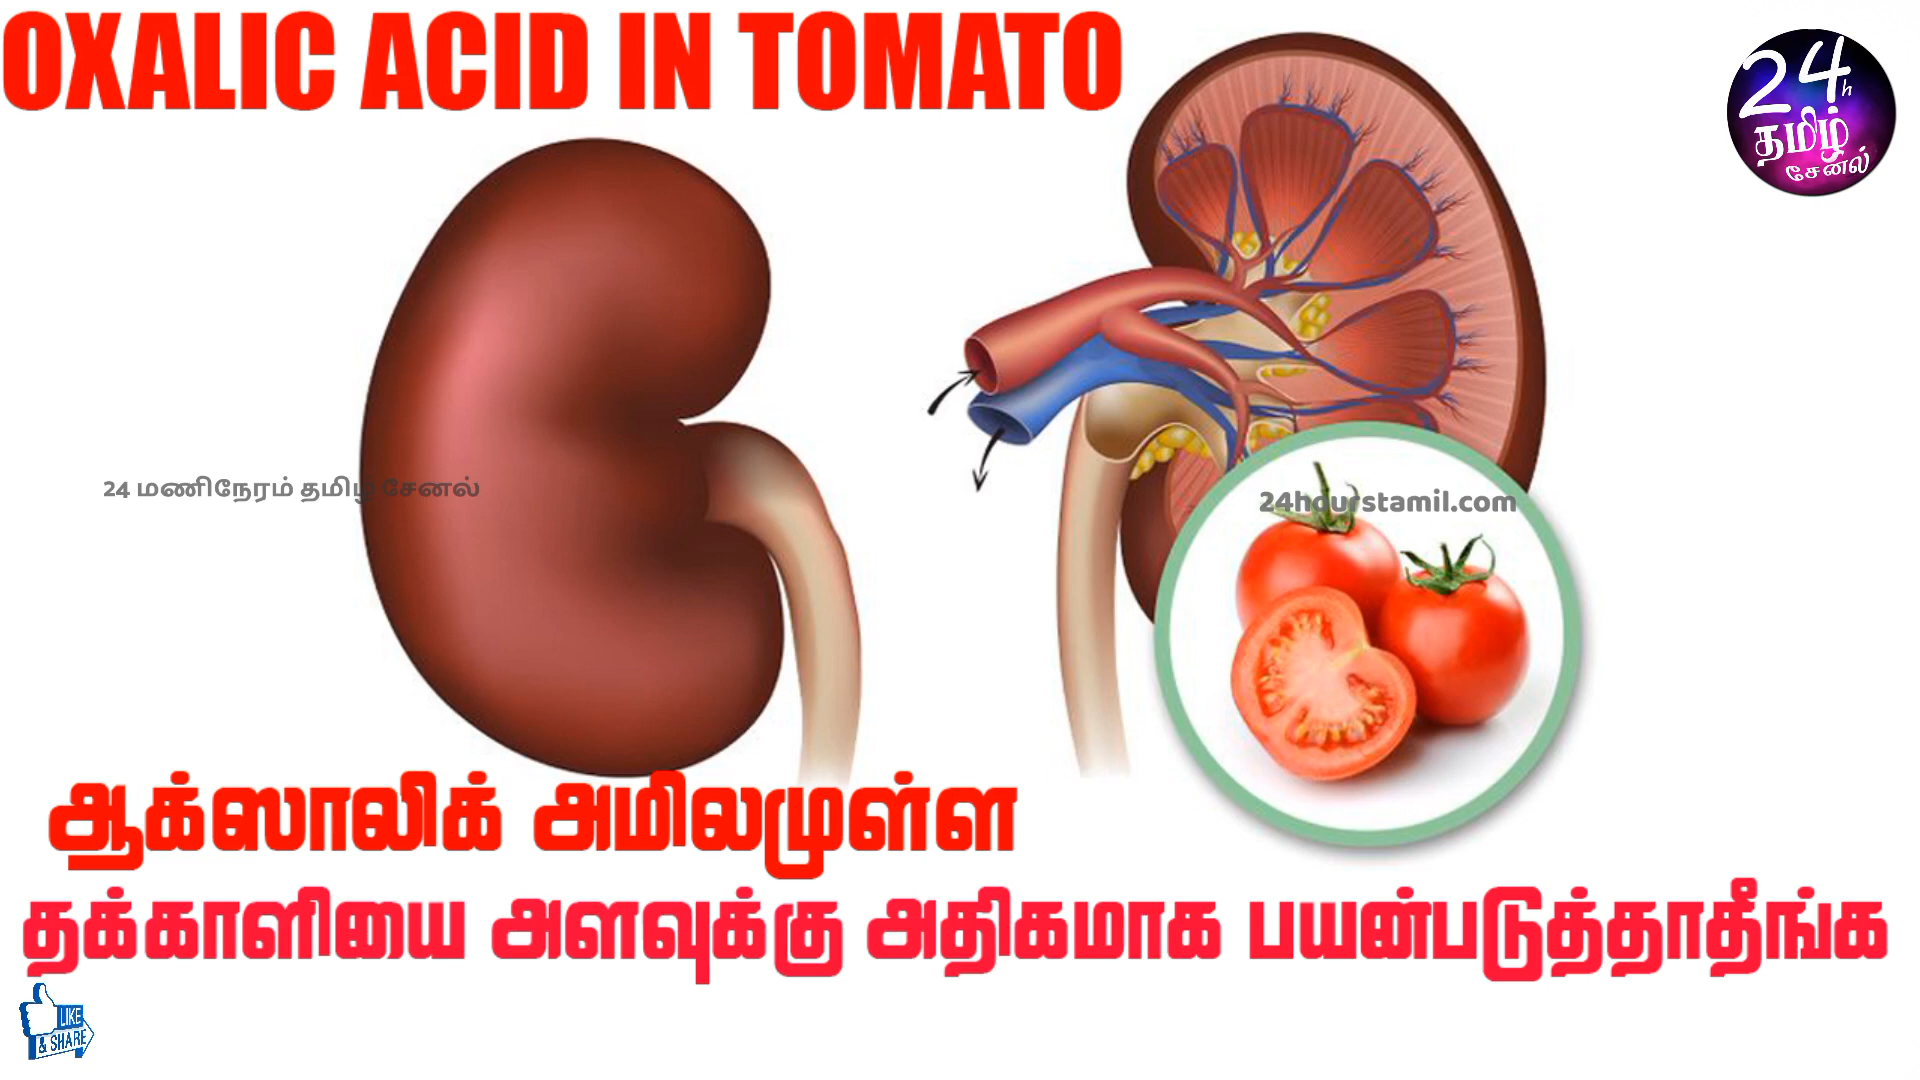 OXALIC ACID IN TOMATO
24h
தமிழ்
சேனல்
24 மணிநேரம் தமிழ் சேனல்
24hourstamil.com
ஆக்ஸாலிக் அமிலமுள்ள
தக்காளியை அளவுக்கு அதிகமாக பயன்படுத்தாதீங்க
LIKE
& SHARE